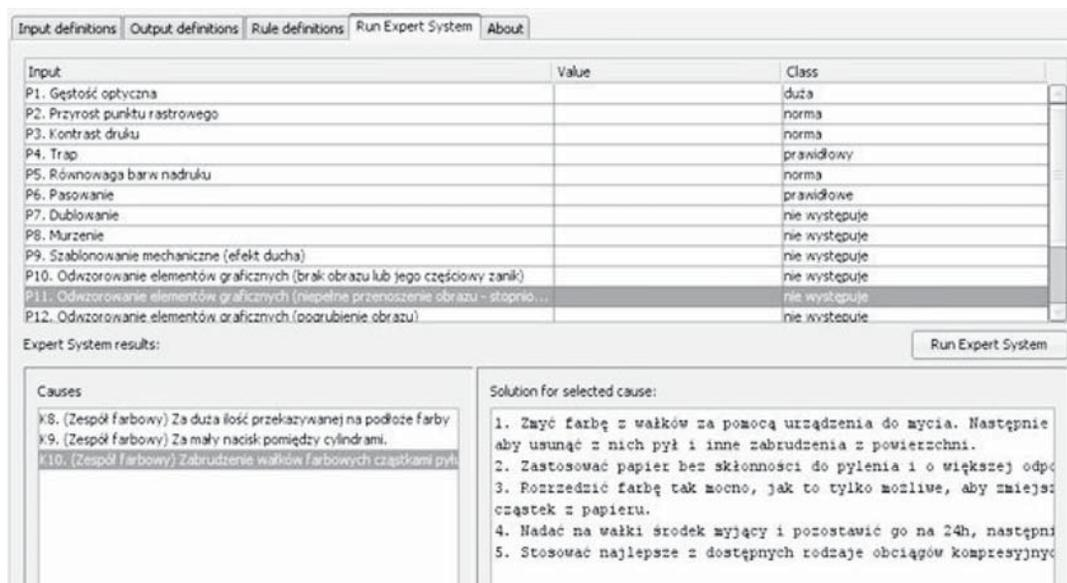 Input definitions Output definitions Rule definitions Run Expert System About
Input Value Class
P1. Gęstość optyczna duża
P2. Przyrost punktu rastrowego norma
P3. Kontrast druku norma
P4. Trap prawidłowy
P5. Równowaga barw nadruku norma
P6. Pasowanie prawidłowe
P7. Dublowanie nie występuje
P8. Murzenie nie występuje
P9. Szablonowanie mechaniczne (efekt ducha) nie występuje
P10. Odwzorowanie elementów graficznych (brak obrazu lub jego częściowy zanik) nie występuje
P11. Odwzorowanie elementów graficznych (niepełne przenoszenie obrazu - stopnio... nie występuje
P12. Odwzorowanie elementów graficznych (pogrubienie obrazu) nie występuje
Expert System results:
Run Expert System
Causes
K8. (Zespół farbowy) Za duża ilość przekazywanej na podłoże farby
K9. (Zespół farbowy) Za mały nacisk pomiędzy cylindrami.
K10. (Zespół farbowy) Zabrudzenie wałków farbowych cząstkami pyłu
Solution for selected cause:
1. Zmyć farbę z wałków za pomocą urządzenia do mycia. Następnie
aby usunąć z nich pył i inne zabrudzenia z powierzchni.
2. Zastosować papier bez skłonności do pylenia i o większej odpo
3. Rozrzedzić farbę tak mocno, jak to tylko możliwe, aby zmiejsz
cząstek z papieru.
4. Nadać na wałki środek myjący i pozostawić go na 24h, następni
5. Stosować najlepsze z dostępnych rodzaje obciągów kompresyjnyc